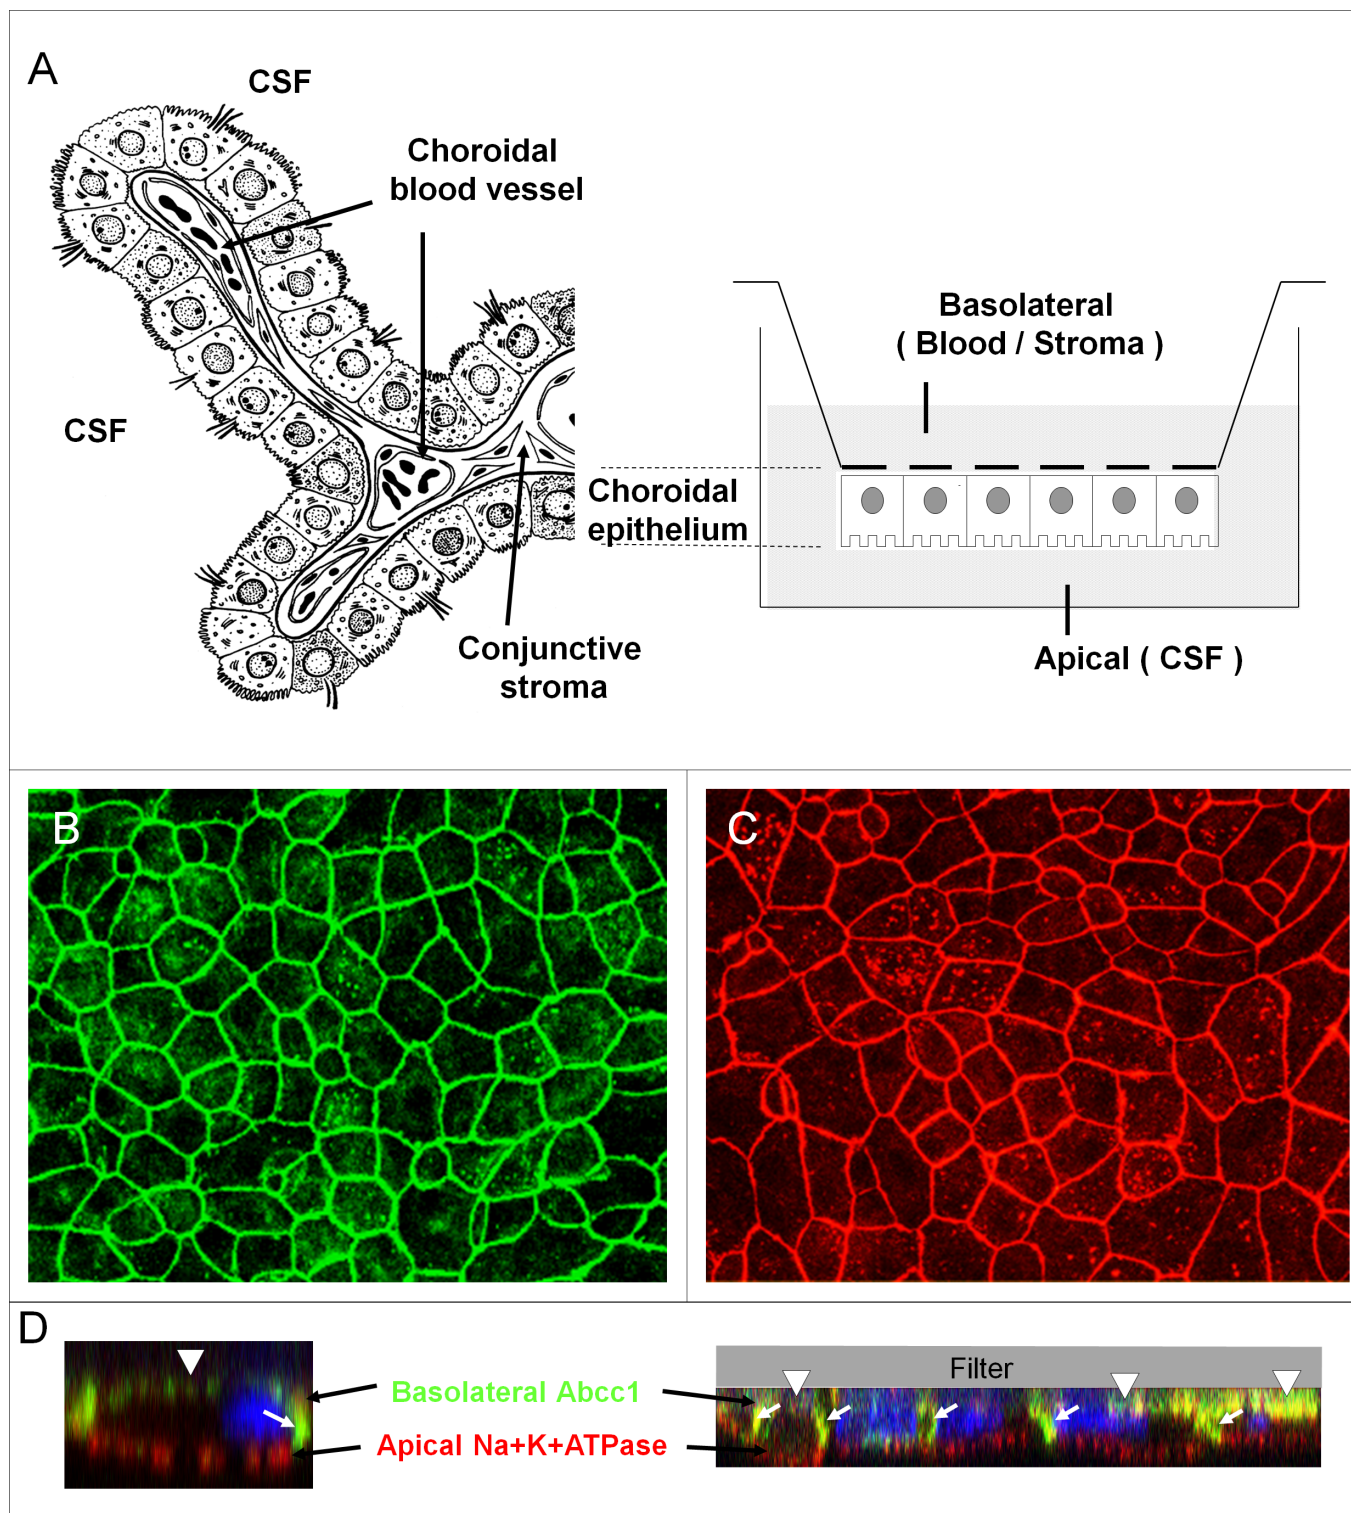 A
CSF
Choroidal
blood vessel
CSF
Conjunctive
stroma
Basolateral
( Blood / Stroma )
Choroidal
epithelium
Apical ( CSF )
B
C
D
Basolateral Abcc1
Apical Na+K+ATPase
Filter